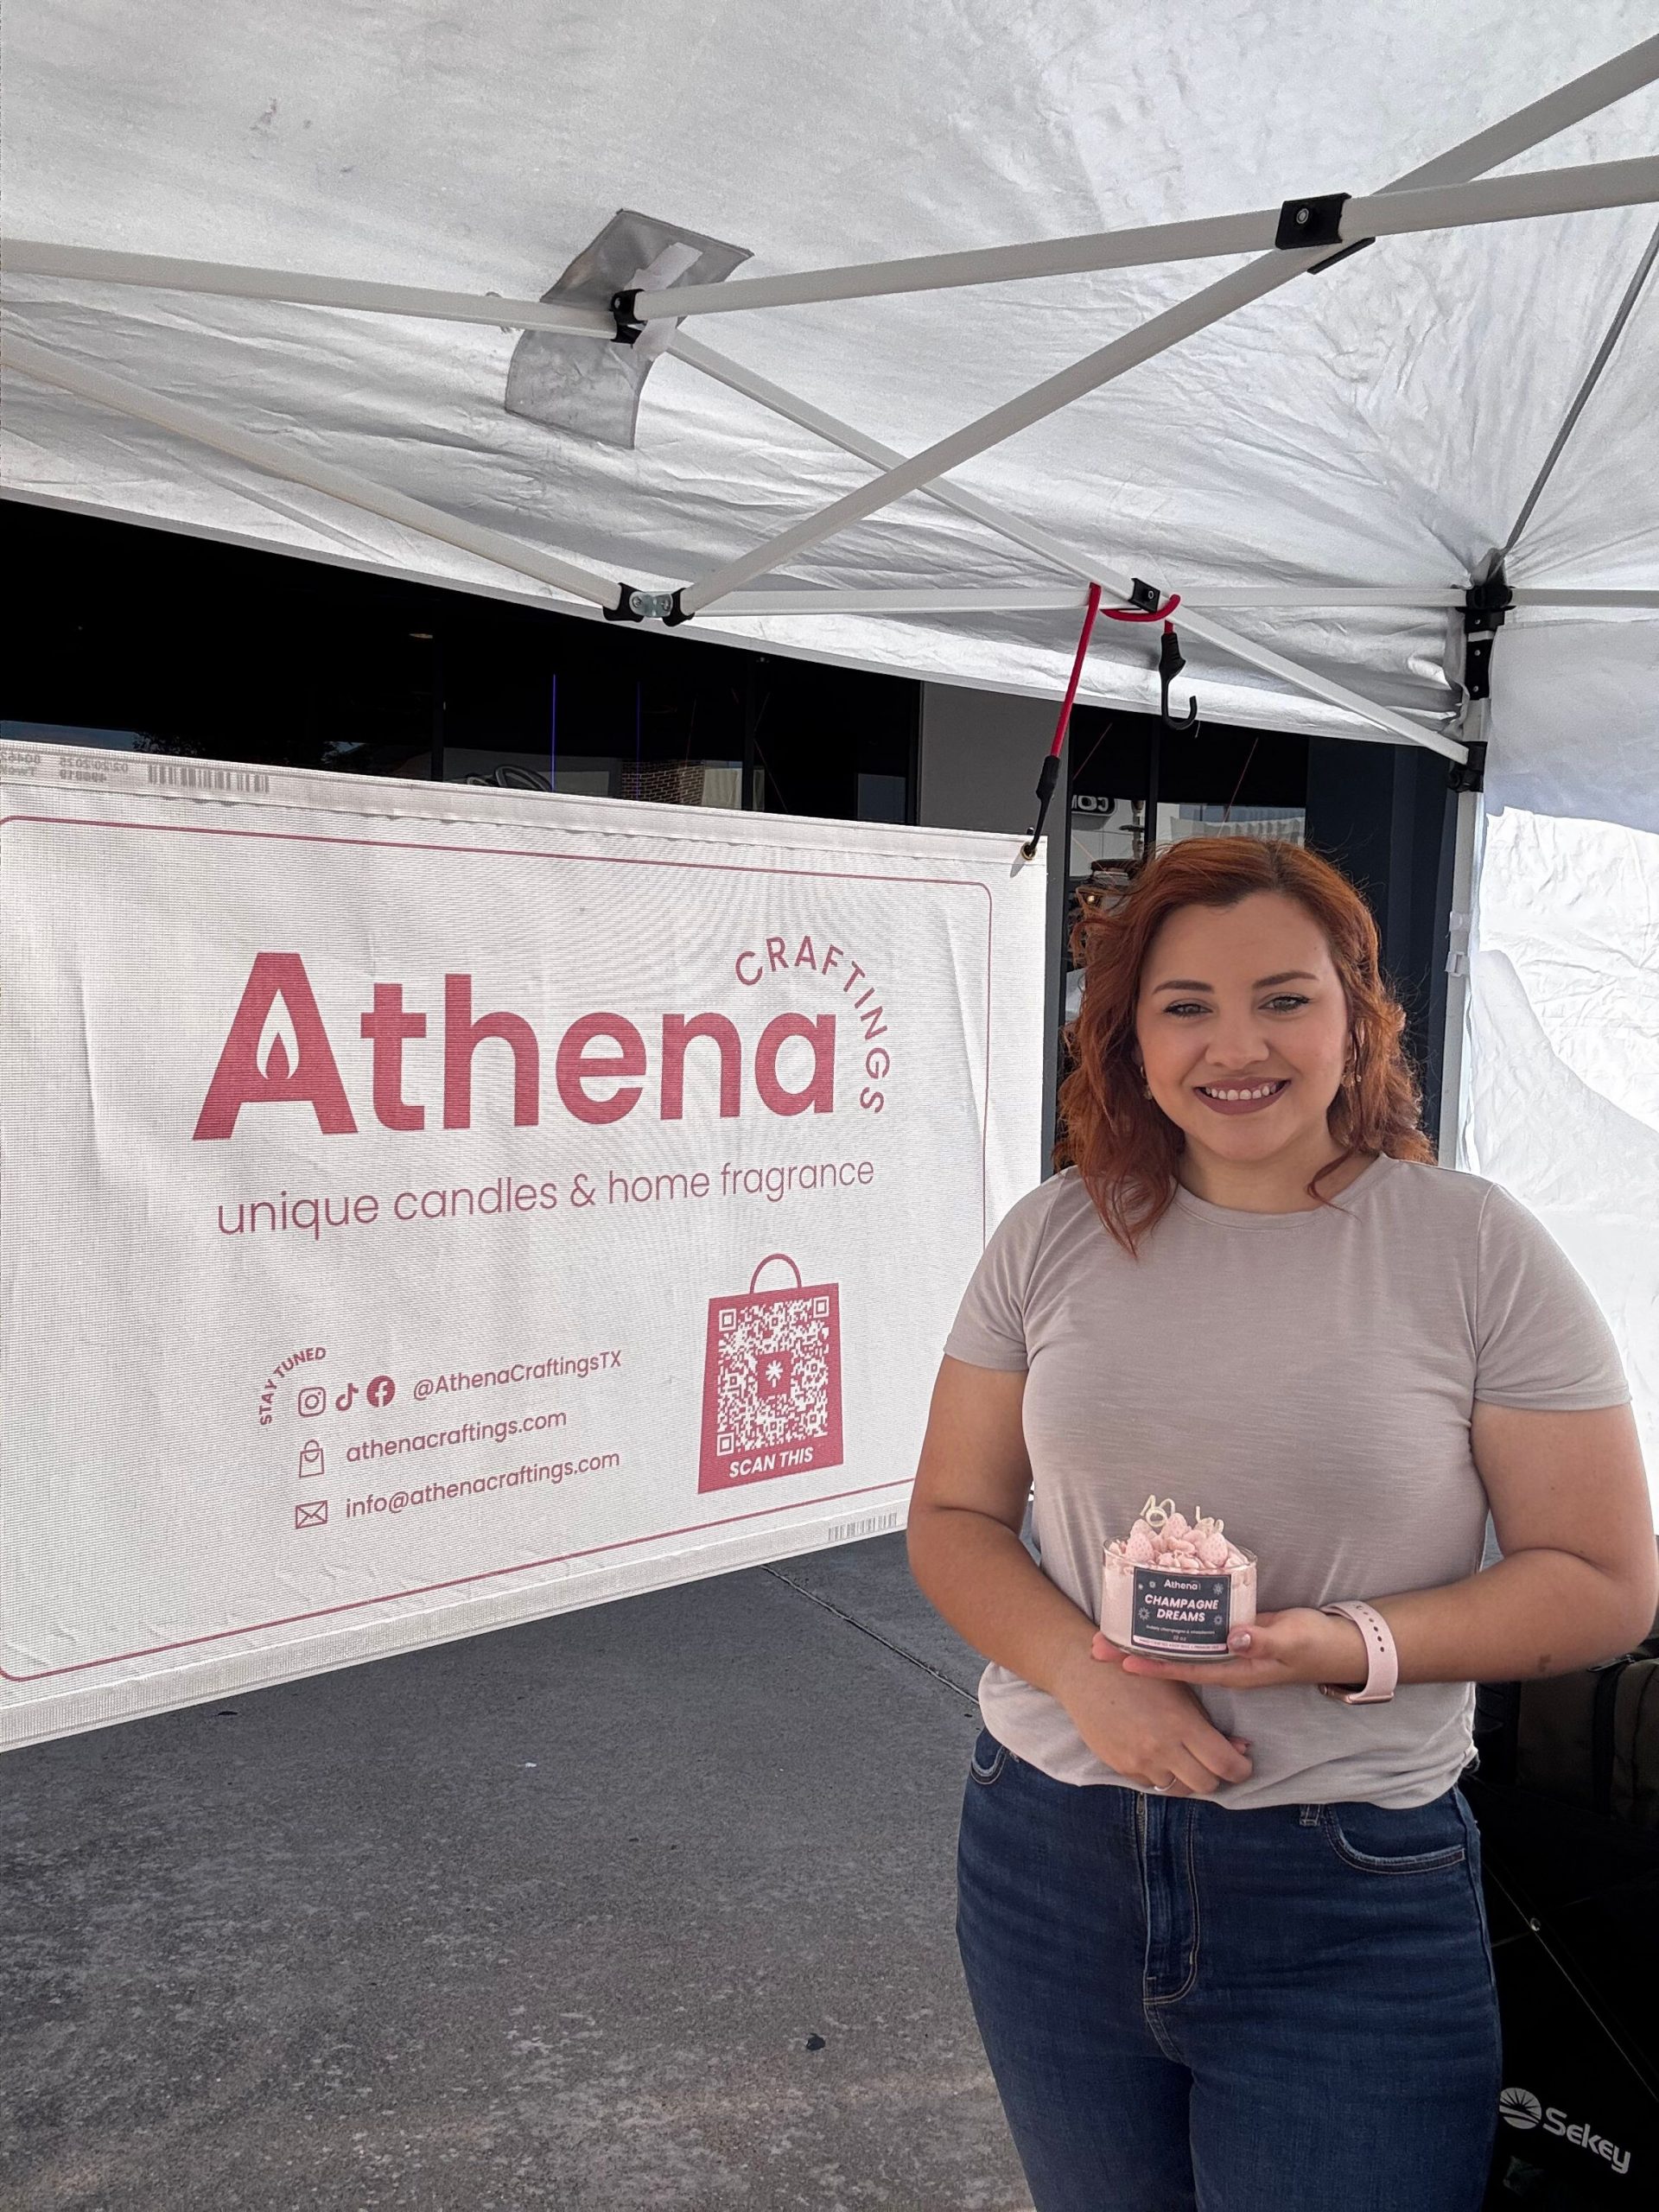 Athena
CRAFTINGS
unique candles & home fragrance
STAY TUNED
@AthenaCraftingsTX
athenacraftings.com
info@athenacraftings.com
SCAN THIS
Athena
CHAMPAGNE
DREAMS
Sekey